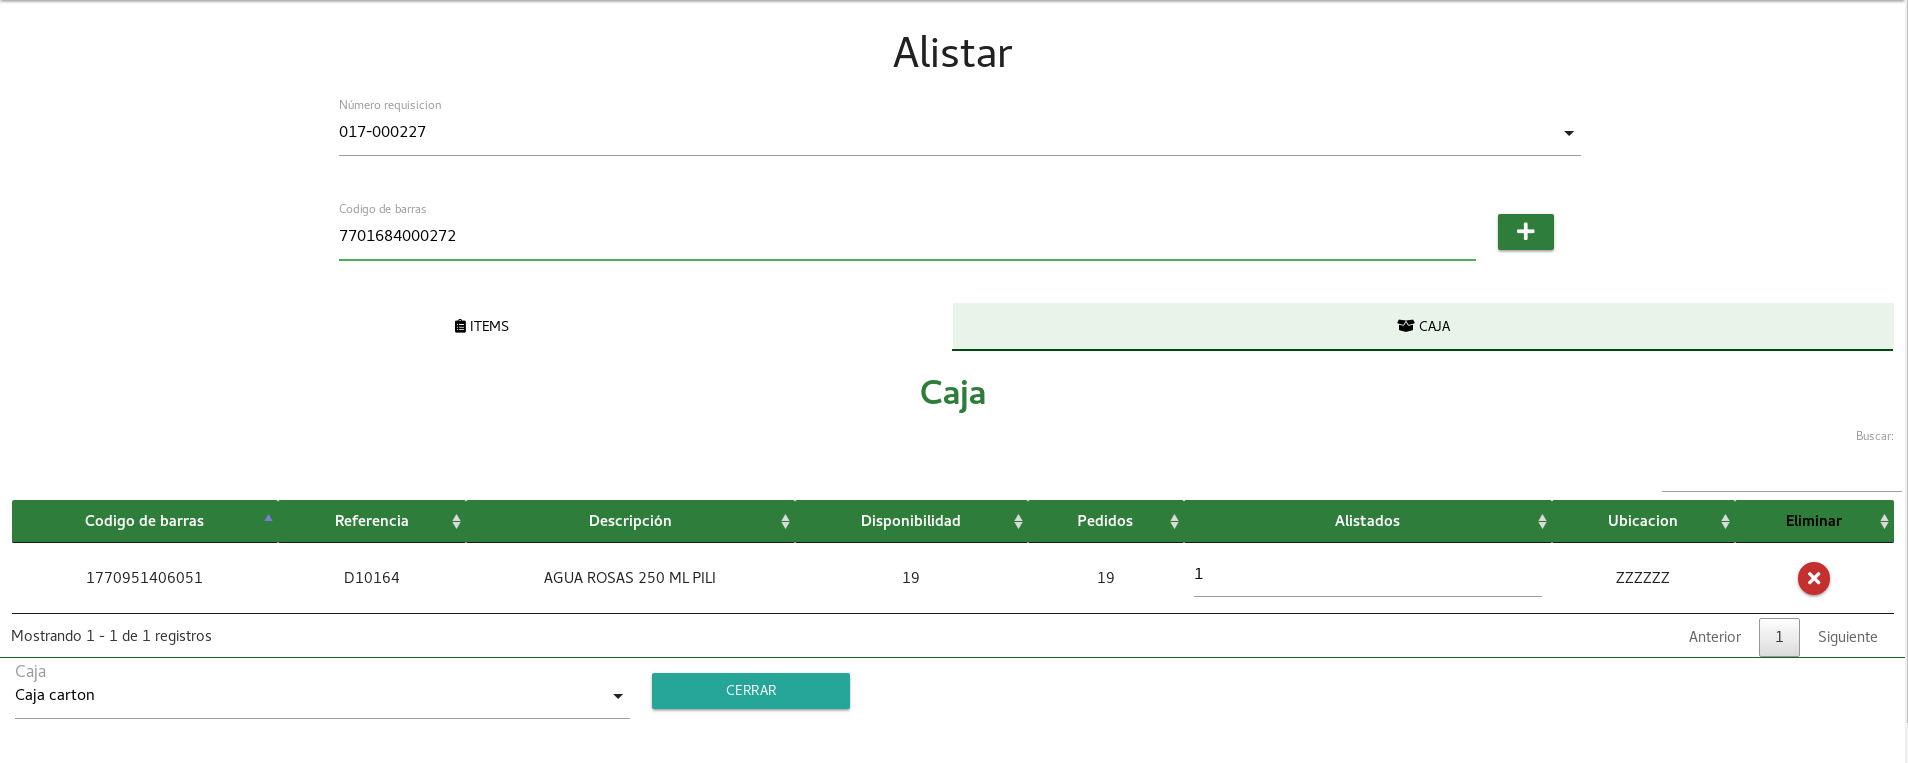 Alistar
Número requisicion
017-000227
Codigo de barras
7701684000272
ITEMS
CAJA
Caja
Buscar:
Codigo de barras Referencia Descripción Disponibilidad Pedidos Alistados Ubicacion Eliminar
1770951406051 D10164 AGUA ROSAS 250 ML PILI 19 19 1 ZZZZZZ
Mostrando 1 - 1 de 1 registros
Anterior 1 Siguiente
Caja
Caja carton
CERRAR